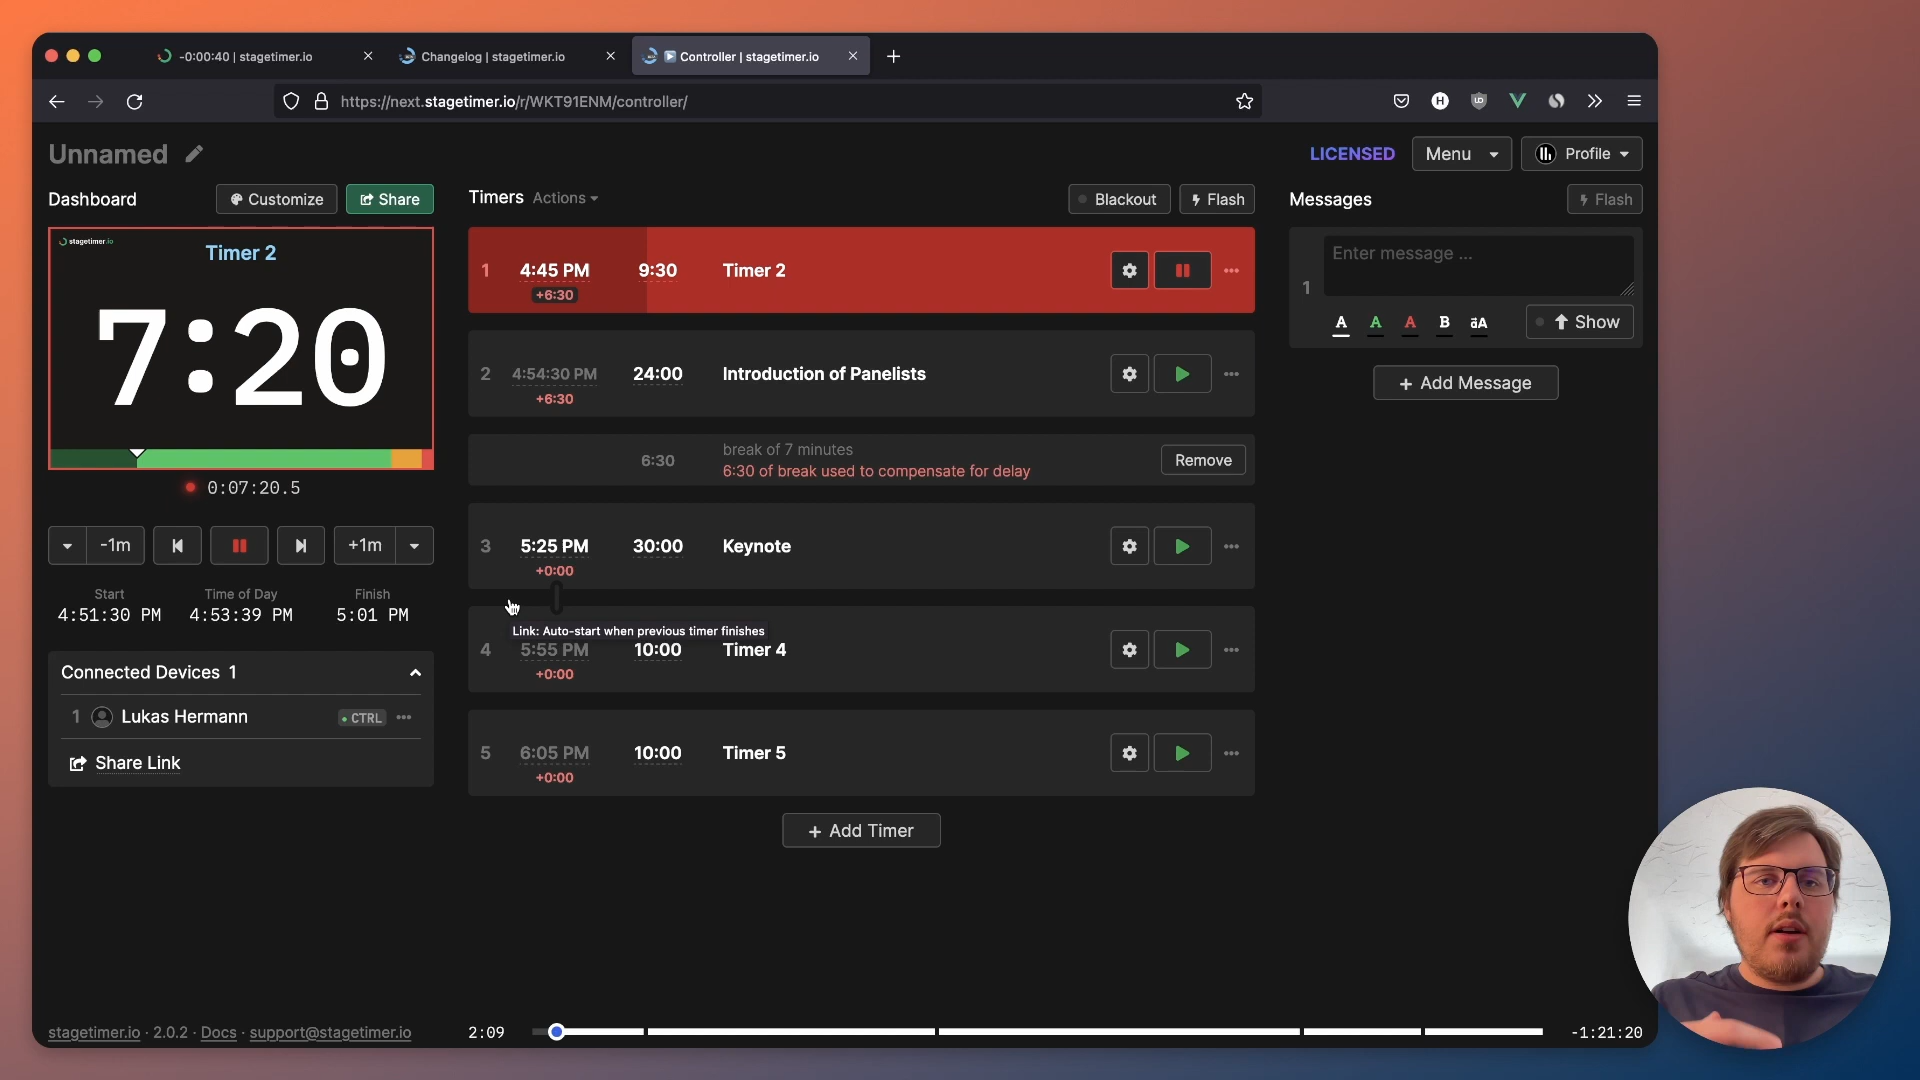 -0:00:40 | stagetimer.io
Changelog | stagetimer.io
Controller | stagetimer.io
https://next.stagetimer.io/r/WKT91ENM/controller/
Unnamed
LICENSED
Menu
Profile
Dashboard
Customize
Share
Timers
Actions
Blackout
Flash
Messages
Flash
stagetimer.io
Timer 2
7:20
0:07:20.5
-1m
+1m
Start
4:51:30 PM
Time of Day
4:53:39 PM
Finish
5:01 PM
Connected Devices 1
1 Lukas Hermann
CTRL
Share Link
1 4:45 PM 9:30 Timer 2
+6:30
2 4:54:30 PM 24:00 Introduction of Panelists
+6:30
6:30
break of 7 minutes
6:30 of break used to compensate for delay
Remove
3 5:25 PM 30:00 Keynote
+0:00
Link: Auto-start when previous timer finishes
4 5:55 PM 10:00 Timer 4
+0:00
5 6:05 PM 10:00 Timer 5
+0:00
+ Add Timer
1
Enter message ...
A A A B äA
Show
+ Add Message
stagetimer.io · 2.0.2 · Docs · support@stagetimer.io
2:09
-1:21:20